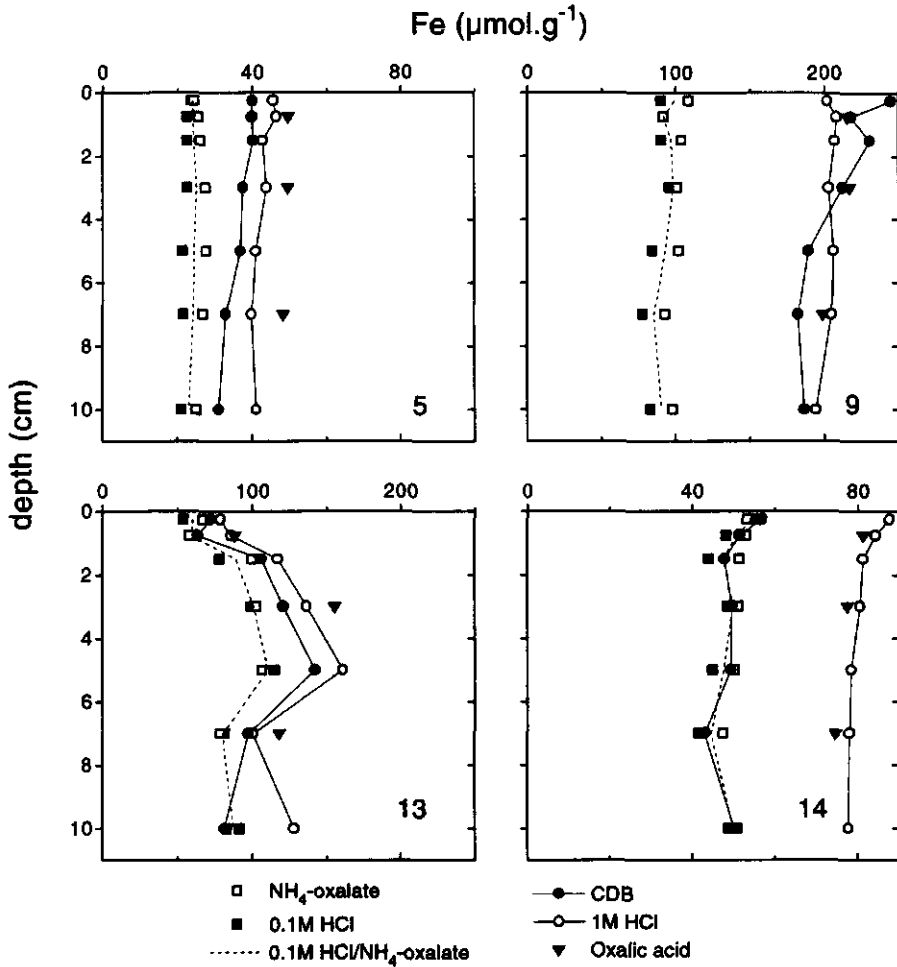 Fe (µmol.g⁻¹)
0 40 80
0 100 200
0
2
4
6
8
10
5
9
depth (cm)
0 100 200
0 40 80
0
2
4
6
8
10
13
14
NH₄-oxalate
0.1M HCl
0.1M HCl/NH₄-oxalate
CDB
1M HCl
Oxalic acid